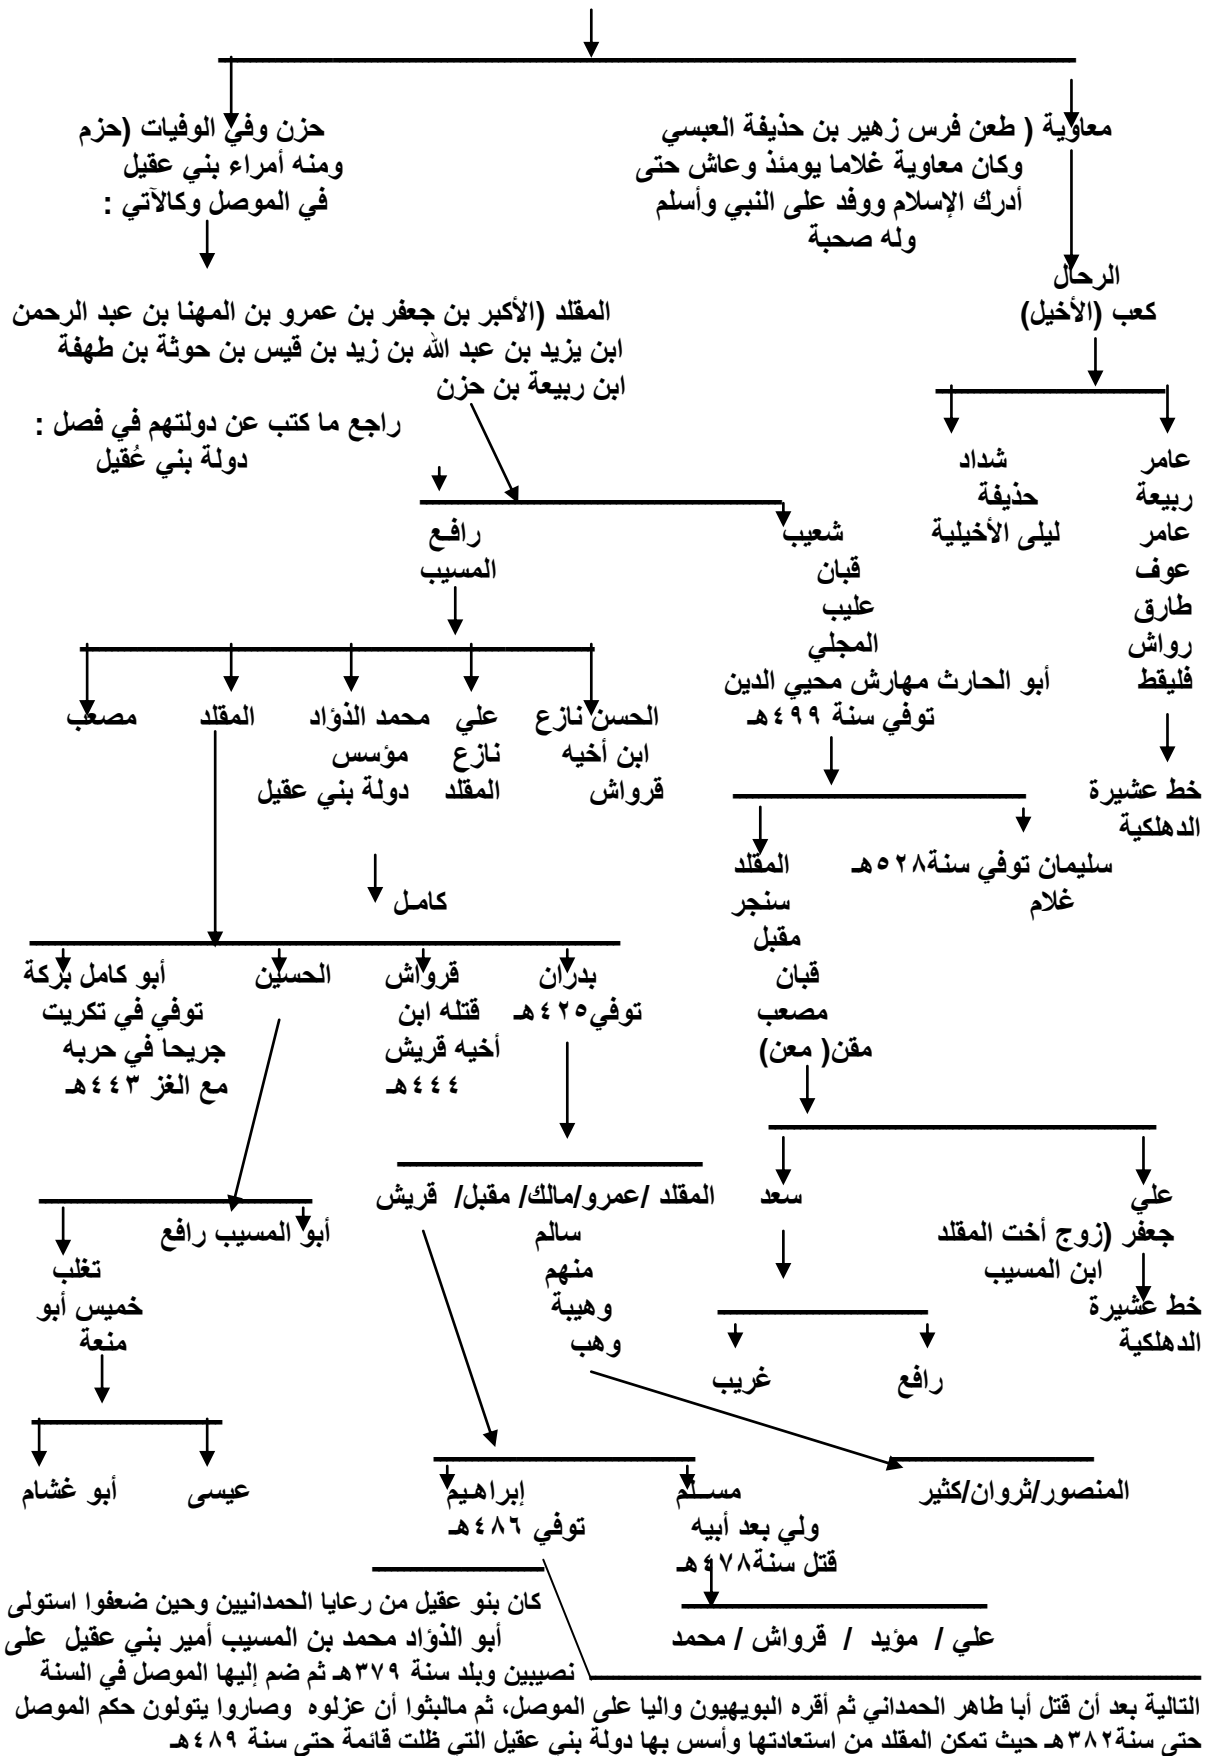 معاوية ( طعن فرس زهير بن حذيفة العبسي
وكان معاوية غلاما يومئذ وعاش حتى
أدرك الإسلام ووفد على النبي وأسلم
وله صحبة
حزن وفي الوفيات (حزم
ومنه أمراء بني عقيل
في الموصل وكالآتي :
الرحال
كعب (الأخيل)
المقلد (الأكبر بن جعفر بن عمرو بن المهنا بن عبد الرحمن
ابن يزيد بن عبد الله بن زيد بن قيس بن حوثة بن طهفة
ابن ربيعة بن حزن
راجع ما كتب عن دولتهم في فصل :
دولة بني عُقيل
عامر
ربيعة
عامر
عوف
طارق
رواش
فليقط
خط عشيرة
الدهلكية
شداد
حذيفة
ليلى الأخيلية
شعيب
قبان
عليب
المجلي
أبو الحارث مهارش محيي الدين
توفي سنة ٤٩٩هـ
رافع
المسيب
الحسن نازع
ابن أخيه
قرواش
علي
نازع
المقلد
محمد الذؤاد
مؤسس
دولة بني عقيل
المقلد
مصعب
كامل
سليمان توفي سنة٥٢٨هـ
غلام
المقلد
سنجر
مقبل
قبان
مصعب
مقن( معن)
بدران
توفي٤٢٥هـ
قرواش
قتله ابن
أخيه قريش
٤٤٤هـ
الحسين
أبو كامل بركة
توفي في تكريت
جريحا في حربه
مع الغز ٤٤٣هـ
علي
جعفر (زوج أخت المقلد
ابن المسيب
خط عشيرة
الدهلكية
سعد
رافع
غريب
المقلد /عمرو/مالك/ مقبل/ قريش
سالم
منهم
وهيبة
وهب
أبو المسيب رافع
تغلب
خميس أبو
منعة
عيسى
أبو غشام
المنصور/ثروان/كثير
مسلم
ولي بعد أبيه
قتل سنة٤٧٨هـ
إبراهيم
توفي ٤٨٦هـ
علي / مؤيد / قرواش / محمد
كان بنو عقيل من رعايا الحمدانيين وحين ضعفوا استولى
أبو الذؤاد محمد بن المسيب أمير بني عقيل على
نصيبين وبلد سنة ٣٧٩هـ ثم ضم إليها الموصل في السنة
التالية بعد أن قتل أبا طاهر الحمداني ثم أقره البويهيون واليا على الموصل، ثم مالبثوا أن عزلوه وصاروا يتولون حكم الموصل
حتى سنة٣٨٢هـ حيث تمكن المقلد من استعادتها وأسس بها دولة بني عقيل التي ظلت قائمة حتى سنة ٤٨٩هـ